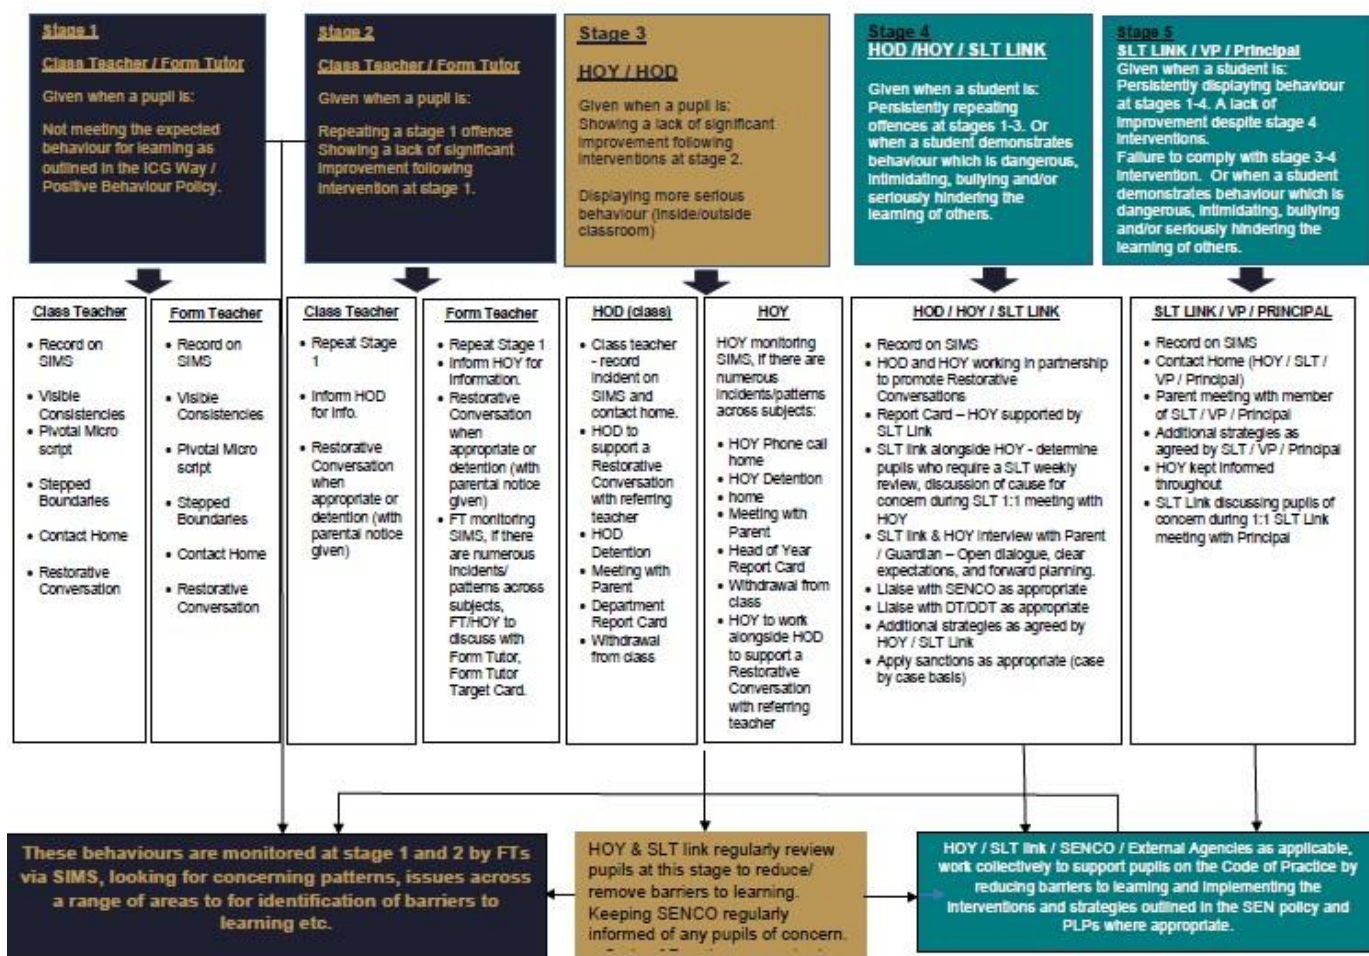 Stage 1
Class Teacher / Form Tutor
Given when a pupil is:
Not meeting the expected
behaviour for learning as
outlined in the ICG Way /
Positive Behaviour Policy.
Stage 2
Class Teacher / Form Tutor
Given when a pupil is:
Repeating a stage 1 offence
Showing a lack of significant
improvement following
intervention at stage 1.
Stage 3
HOY / HOD
Given when a pupil is:
Showing a lack of significant
improvement following
interventions at stage 2.
Displaying more serious
behaviour (inside/outside
classroom)
Stage 4
HOD /HOY / SLT LINK
Given when a student is:
Persistently repeating
offences at stages 1-3. Or
when a student demonstrates
behaviour which is dangerous,
intimidating, bullying and/or
seriously hindering the
learning of others.
Stage 5
SLT LINK / VP / Principal
Given when a student is:
Persistently displaying behaviour
at stages 1-4. A lack of
improvement despite stage 4
interventions.
Failure to comply with stage 3-4
intervention. Or when a student
demonstrates behaviour which is
dangerous, intimidating, bullying
and/or seriously hindering the
learning of others.
Class Teacher
• Record on
SIMS
• Visible
Consistencies
• Pivotal Micro
script
• Stepped
Boundaries
• Contact Home
• Restorative
Conversation
Form Teacher
• Record on
SIMS
• Visible
Consistencies
• Pivotal Micro
script
• Stepped
Boundaries
• Contact Home
• Restorative
Conversation
Class Teacher
• Repeat Stage
1
• Inform HOD
for info.
• Restorative
Conversation
when
appropriate or
detention (with
parental notice
given)
Form Teacher
• Repeat Stage 1
• Inform HOY for
information.
• Restorative
Conversation
when
appropriate
or detention
(with
parental notice
given)
• FT monitoring
SIMS, if there
are numerous
incidents/
patterns across
subjects,
FT/HOY to
discuss with
Form Tutor,
Form Tutor
Target Card.
HOD (class)
• Class teacher
- record
incident on
SIMS and
contact home.
• HOD to
support a
Restorative
Conversation
with referring
teacher
• HOD
Detention
• Meeting with
Parent
• Department
Report Card
• Withdrawal
from class
HOY
HOY monitoring
SIMS, if there are
numerous
incidents/patterns
across subjects:
• HOY Phone call
home
• HOY Detention
• home
• Meeting with
Parent
• Head of Year
Report Card
• Withdrawal from
class
• HOY to work
alongside HOD
to support a
Restorative
Conversation
with referring
teacher
HOD / HOY / SLT LINK
• Record on SIMS
• HOD and HOY working in partnership
to promote Restorative
Conversations
• Report Card – HOY supported by
SLT Link
• SLT link alongside HOY - determine
pupils who require a SLT weekly
review, discussion of cause for
concern during SLT 1:1 meeting with
HOY
• SLT link & HOY interview with Parent
/ Guardian – Open dialogue, clear
expectations, and forward planning.
• Liaise with SENCO as appropriate
• Liaise with DT/DDT as appropriate
• Additional strategies as agreed by
HOY / SLT Link
• Apply sanctions as appropriate (case
by case basis)
SLT LINK / VP / PRINCIPAL
• Record on SIMS
• Contact Home (HOY / SLT /
VP / Principal)
• Parent meeting with member
of SLT / VP / Principal
• Additional strategies as
agreed by SLT / VP / Principal
• HOY kept informed
throughout
• SLT Link discussing pupils of
concern during 1:1 SLT Link
meeting with Principal
These behaviours are monitored at stage 1 and 2 by FTs
via SIMS, looking for concerning patterns, issues across
a range of areas to for identification of barriers to
learning etc.
HOY & SLT link regularly review
pupils at this stage to reduce/
remove barriers to learning.
Keeping SENCO regularly
informed of any pupils of concern.
HOY / SLT link / SENCO / External Agencies as applicable,
work collectively to support pupils on the Code of Practice by
reducing barriers to learning and implementing the
interventions and strategies outlined in the SEN policy and
PLPs where appropriate.